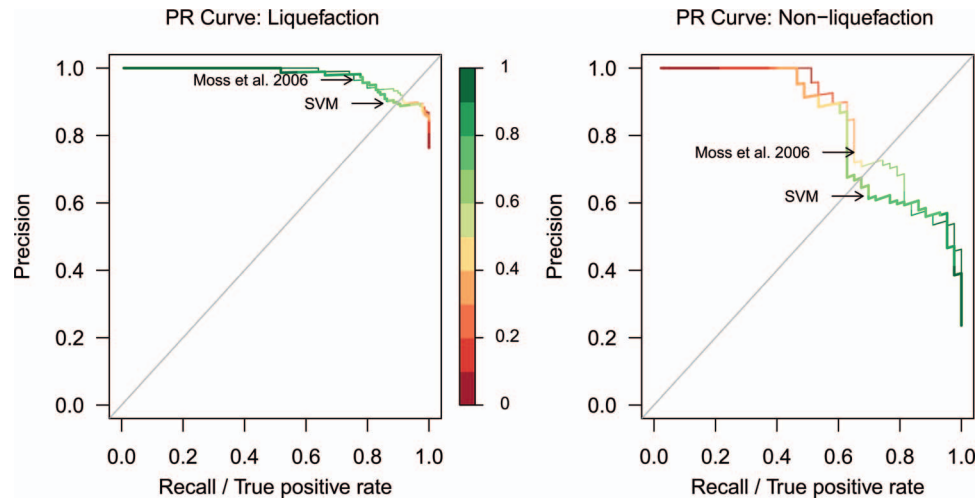 PR Curve: Liquefaction
Precision
1.0
0.8
0.6
0.4
0.2
0.0
Moss et al. 2006
SVM
0.0 0.2 0.4 0.6 0.8 1.0
Recall / True positive rate
1
0.8
0.6
0.4
0.2
0
PR Curve: Non−liquefaction
Precision
1.0
0.8
0.6
0.4
0.2
0.0
Moss et al. 2006
SVM
0.0 0.2 0.4 0.6 0.8 1.0
Recall / True positive rate